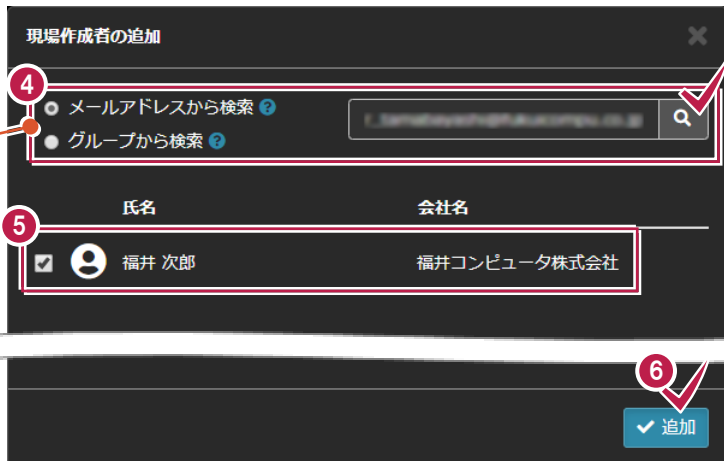 現場作成者の追加
4
メールアドレスから検索
グループから検索
氏名 会社名
5
福井 次郎 福井コンピュータ株式会社
6
追加